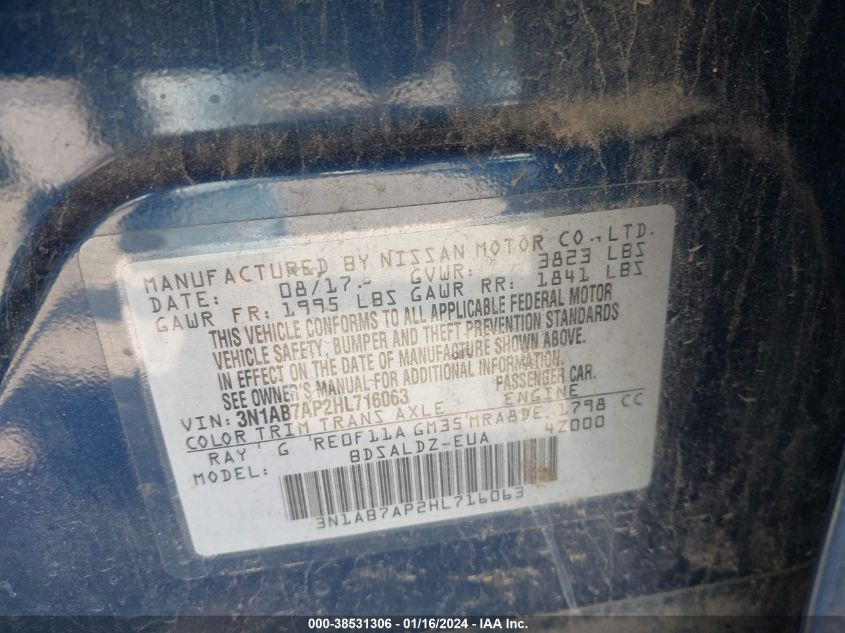 MANUFACTURED BY NISSAN MOTOR CO.,LTD.
DATE: 08/17 GVWR: 3823 LBS
GAWR FR: 1995 LBS GAWR RR: 1841 LBS
THIS VEHICLE CONFORMS TO ALL APPLICABLE FEDERAL MOTOR
VEHICLE SAFETY, BUMPER AND THEFT PREVENTION STANDARDS
IN EFFECT ON THE DATE OF MANUFACTURE SHOWN ABOVE.
SEE OWNER'S MANUAL FOR ADDITIONAL INFORMATION.
VIN: 3N1AB7AP2HL716063 PASSENGER CAR.
COLOR TRIM TRANS AXLE ENGINE
RAY G RE0F11A GM35 MRA8DE 1798 CC
MODEL: BDSALDZ-EUA 4Z000
3N1AB7AP2HL716063
000-38531306 - 01/16/2024 - IAA Inc.